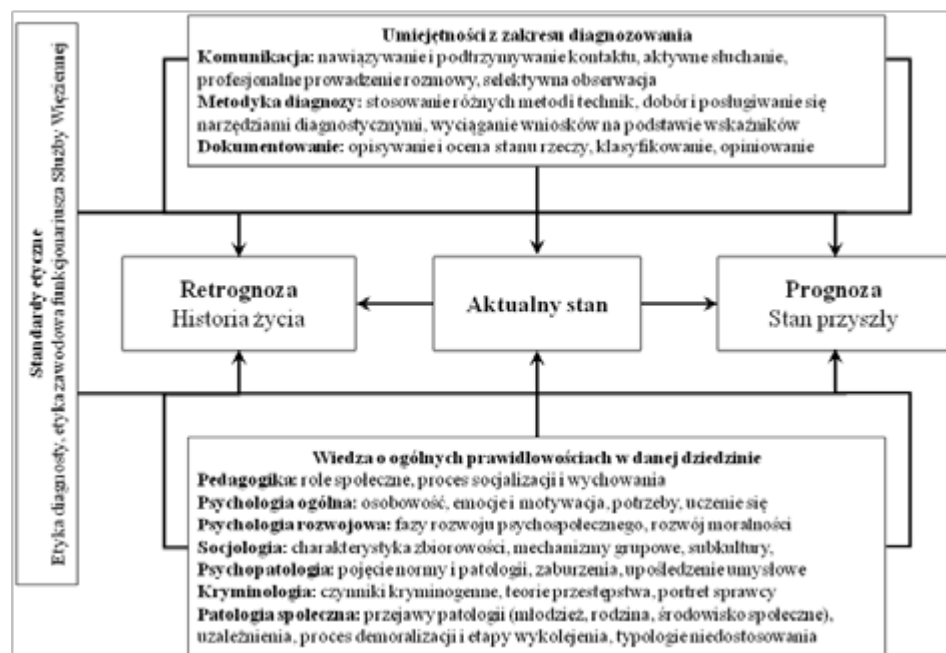 Standardy etyczne
Etyka diagnosty, etyka zawodowa funkcjonariusza Służby Więziennej
Umiejętności z zakresu diagnozowania
Komunikacja: nawiązywanie i podtrzymywanie kontaktu, aktywne słuchanie,
profesjonalne prowadzenie rozmowy, selektywna obserwacja
Metodyka diagnozy: stosowanie różnych metod i technik, dobór i posługiwanie się
narzędziami diagnostycznymi, wyciąganie wniosków na podstawie wskaźników
Dokumentowanie: opisywanie i ocena stanu rzeczy, klasyfikowanie, opiniowanie
Retrognoza
Historia życia
Aktualny stan
Prognoza
Stan przyszły
Wiedza o ogólnych prawidłowościach w danej dziedzinie
Pedagogika: role społeczne, proces socjalizacji i wychowania
Psychologia ogólna: osobowość, emocje i motywacja, potrzeby, uczenie się
Psychologia rozwojowa: fazy rozwoju psychospołecznego, rozwój moralności
Socjologia: charakterystyka zbiorowości, mechanizmy grupowe, subkultury,
Psychopatologia: pojęcie normy i patologii, zaburzenia, upośledzenie umysłowe
Kryminologia: czynniki kryminogenne, teorie przestępstwa, portret sprawcy
Patologia społeczna: przejawy patologii (młodzież, rodzina, środowisko społeczne),
uzależnienia, proces demoralizacji i etapy wykolejenia, typologie niedostosowania